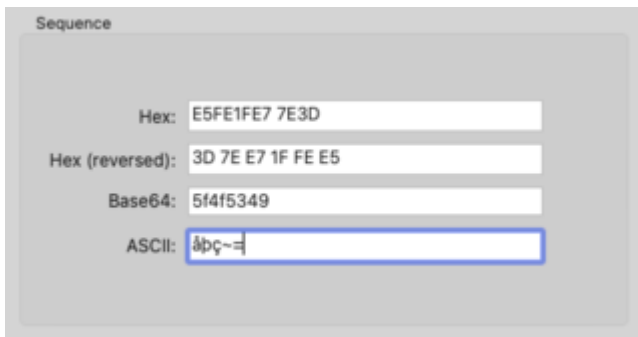 Sequence
Hex: E5FE1FE7 7E3D
Hex (reversed): 3D 7E E7 1F FE E5
Base64: 5f4f5349
ASCII: åþç~=